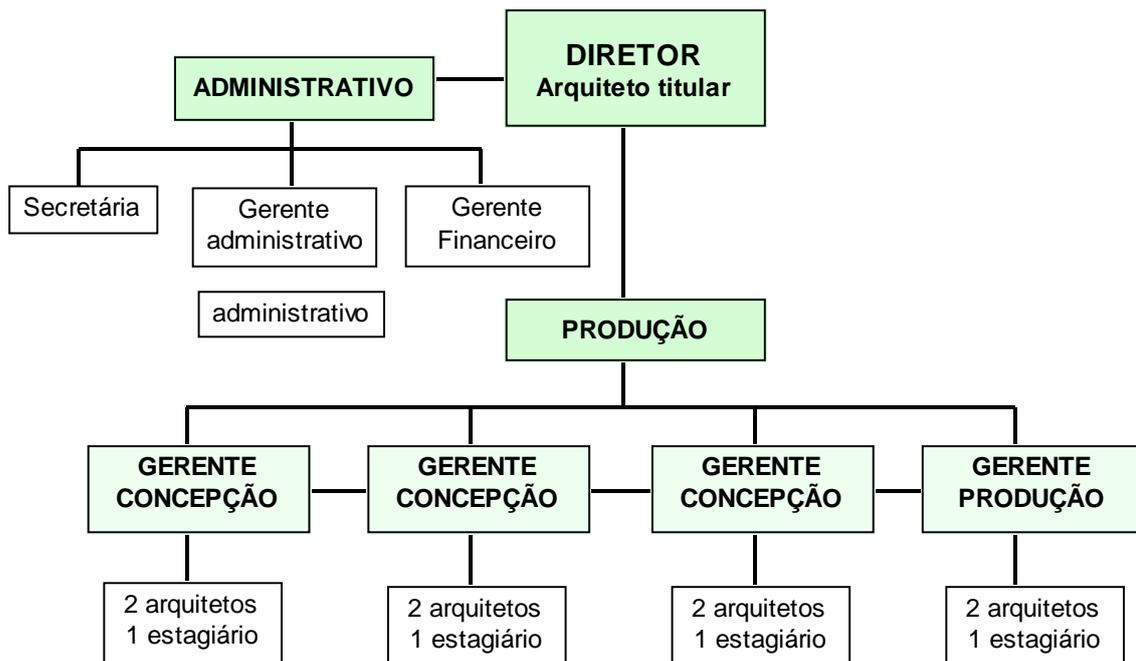 DIRETOR
Arquiteto titular
ADMINISTRATIVO
Secretária
Gerente
administrativo
Gerente
Financeiro
administrativo
PRODUÇÃO
GERENTE
CONCEPÇÃO
GERENTE
CONCEPÇÃO
GERENTE
CONCEPÇÃO
GERENTE
PRODUÇÃO
2 arquitetos
1 estagiário
2 arquitetos
1 estagiário
2 arquitetos
1 estagiário
2 arquitetos
1 estagiário